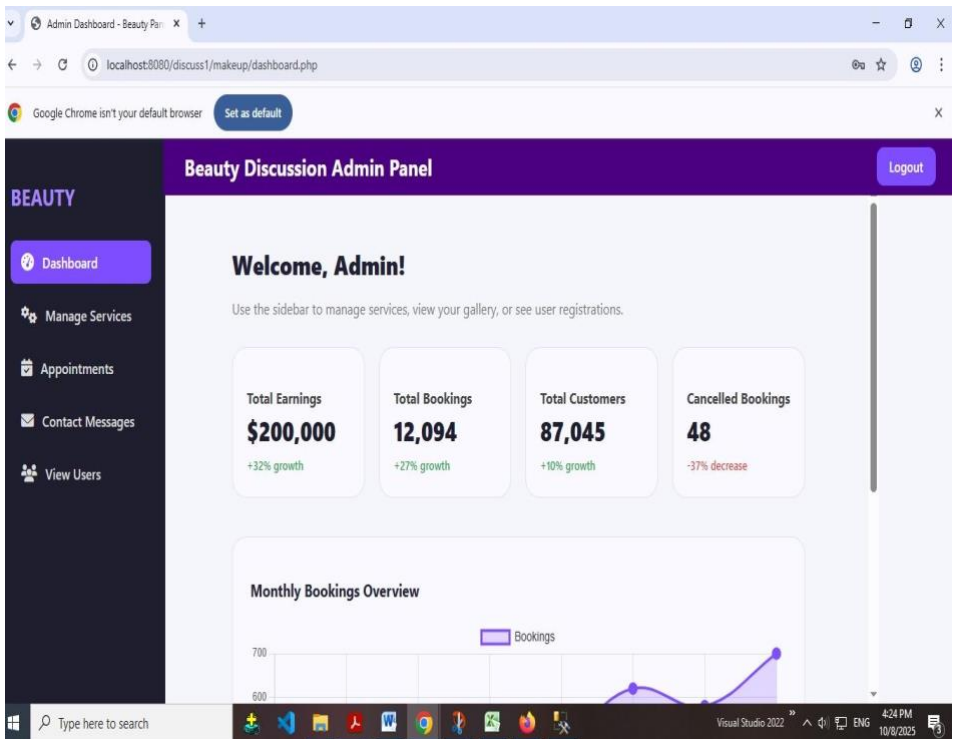 Admin Dashboard - Beauty Pan
localhost:8080/discuss1/makeup/dashboard.php
Google Chrome isn't your default browser
Set as default
BEAUTY
Dashboard
Manage Services
Appointments
Contact Messages
View Users
Beauty Discussion Admin Panel
Logout
Welcome, Admin!
Use the sidebar to manage services, view your gallery, or see user registrations.
Total Earnings
$200,000
+32% growth
Total Bookings
12,094
+27% growth
Total Customers
87,045
+10% growth
Cancelled Bookings
48
-37% decrease
Monthly Bookings Overview
Bookings
700
600
Type here to search
Visual Studio 2022
ENG
4:24 PM
10/8/2025
3